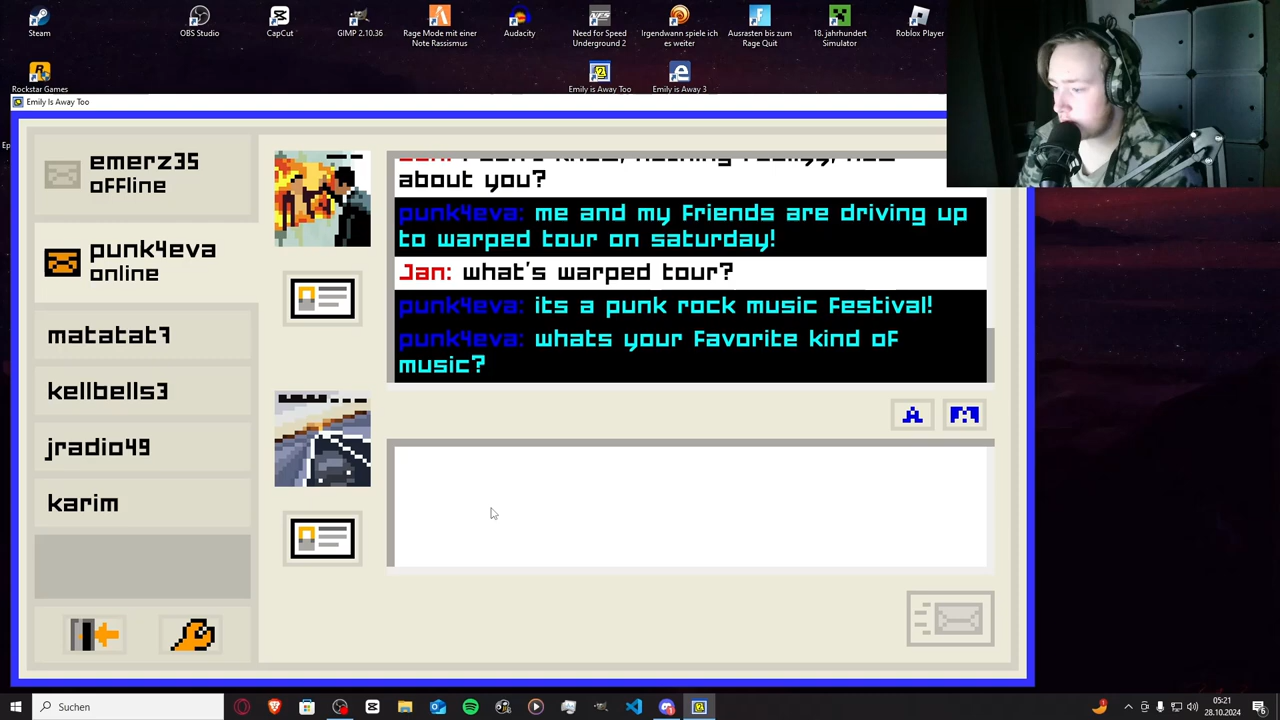 Steam
OBS Studio
CapCut
GIMP 2.10.36
Rage Mode mit einer
Note Rassismus
Audacity
Need for Speed
Underground 2
Irgendwann spiele ich
es weiter
Ausrasten bis zum
Rage Quit
18. jahrhundert
Simulator
Roblox Player
Rockstar Games
Emily is Away Too
Emily is Away 3
Emily Is Away Too
emerz35
offline
punk4eva
online
matatat7
kellbells3
jradio49
karim
about you?
punk4eva: me and my friends are driving up
to warped tour on saturday!
Jan: what's warped tour?
punk4eva: its a punk rock music festival!
punk4eva: whats your favorite kind of
music?
A
Suchen
05:21
28.10.2024